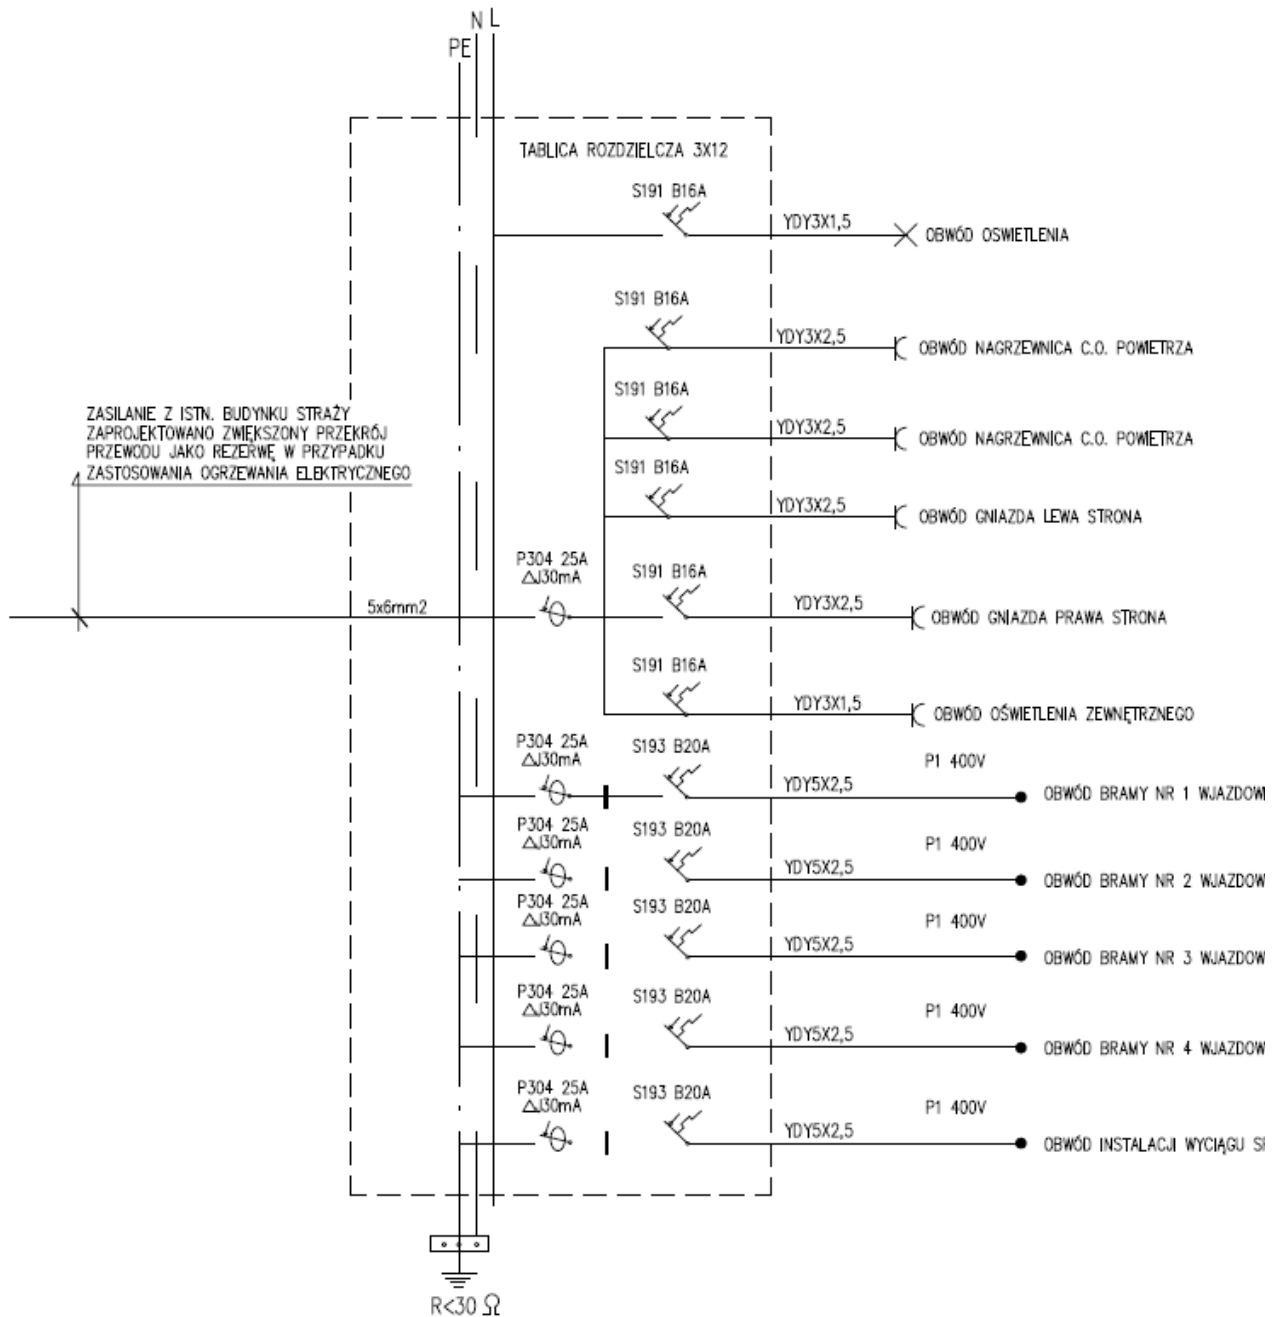 N L
PE
TABLICA ROZDZIELCZA 3X12
S191 B16A
YDY3X1,5
OBWÓD OSWIETLENIA
S191 B16A
YDY3X2,5
OBWÓD NAGRZEWNICA C.O. POWIETRZA
S191 B16A
YDY3X2,5
OBWÓD NAGRZEWNICA C.O. POWIETRZA
ZASILANIE Z ISTN. BUDYNKU STRAŻY
ZAPROJEKTOWANO ZWIĘKSZONY PRZEKRÓJ
PRZEWODU JAKO REZERWĘ W PRZYPADKU
ZASTOSOWANIA OGRZEWANIA ELEKTRYCZNEGO
S191 B16A
YDY3X2,5
OBWÓD GNIAZDA LEWA STRONA
5x6mm2
P304 25A
△J30mA
S191 B16A
YDY3X2,5
OBWÓD GNIAZDA PRAWA STRONA
S191 B16A
YDY3X1,5
OBWÓD OŚWIETLENIA ZEWNĘTRZNEGO
P304 25A
△J30mA
S193 B20A
YDY5X2,5
P1 400V
OBWÓD BRAMY NR 1 WJAZDOW
P304 25A
△J30mA
S193 B20A
YDY5X2,5
P1 400V
OBWÓD BRAMY NR 2 WJAZDOW
P304 25A
△J30mA
S193 B20A
YDY5X2,5
P1 400V
OBWÓD BRAMY NR 3 WJAZDOW
P304 25A
△J30mA
S193 B20A
YDY5X2,5
P1 400V
OBWÓD BRAMY NR 4 WJAZDOW
P304 25A
△J30mA
S193 B20A
YDY5X2,5
P1 400V
OBWÓD INSTALACJI WYCIĄGU S
R<30 Ω